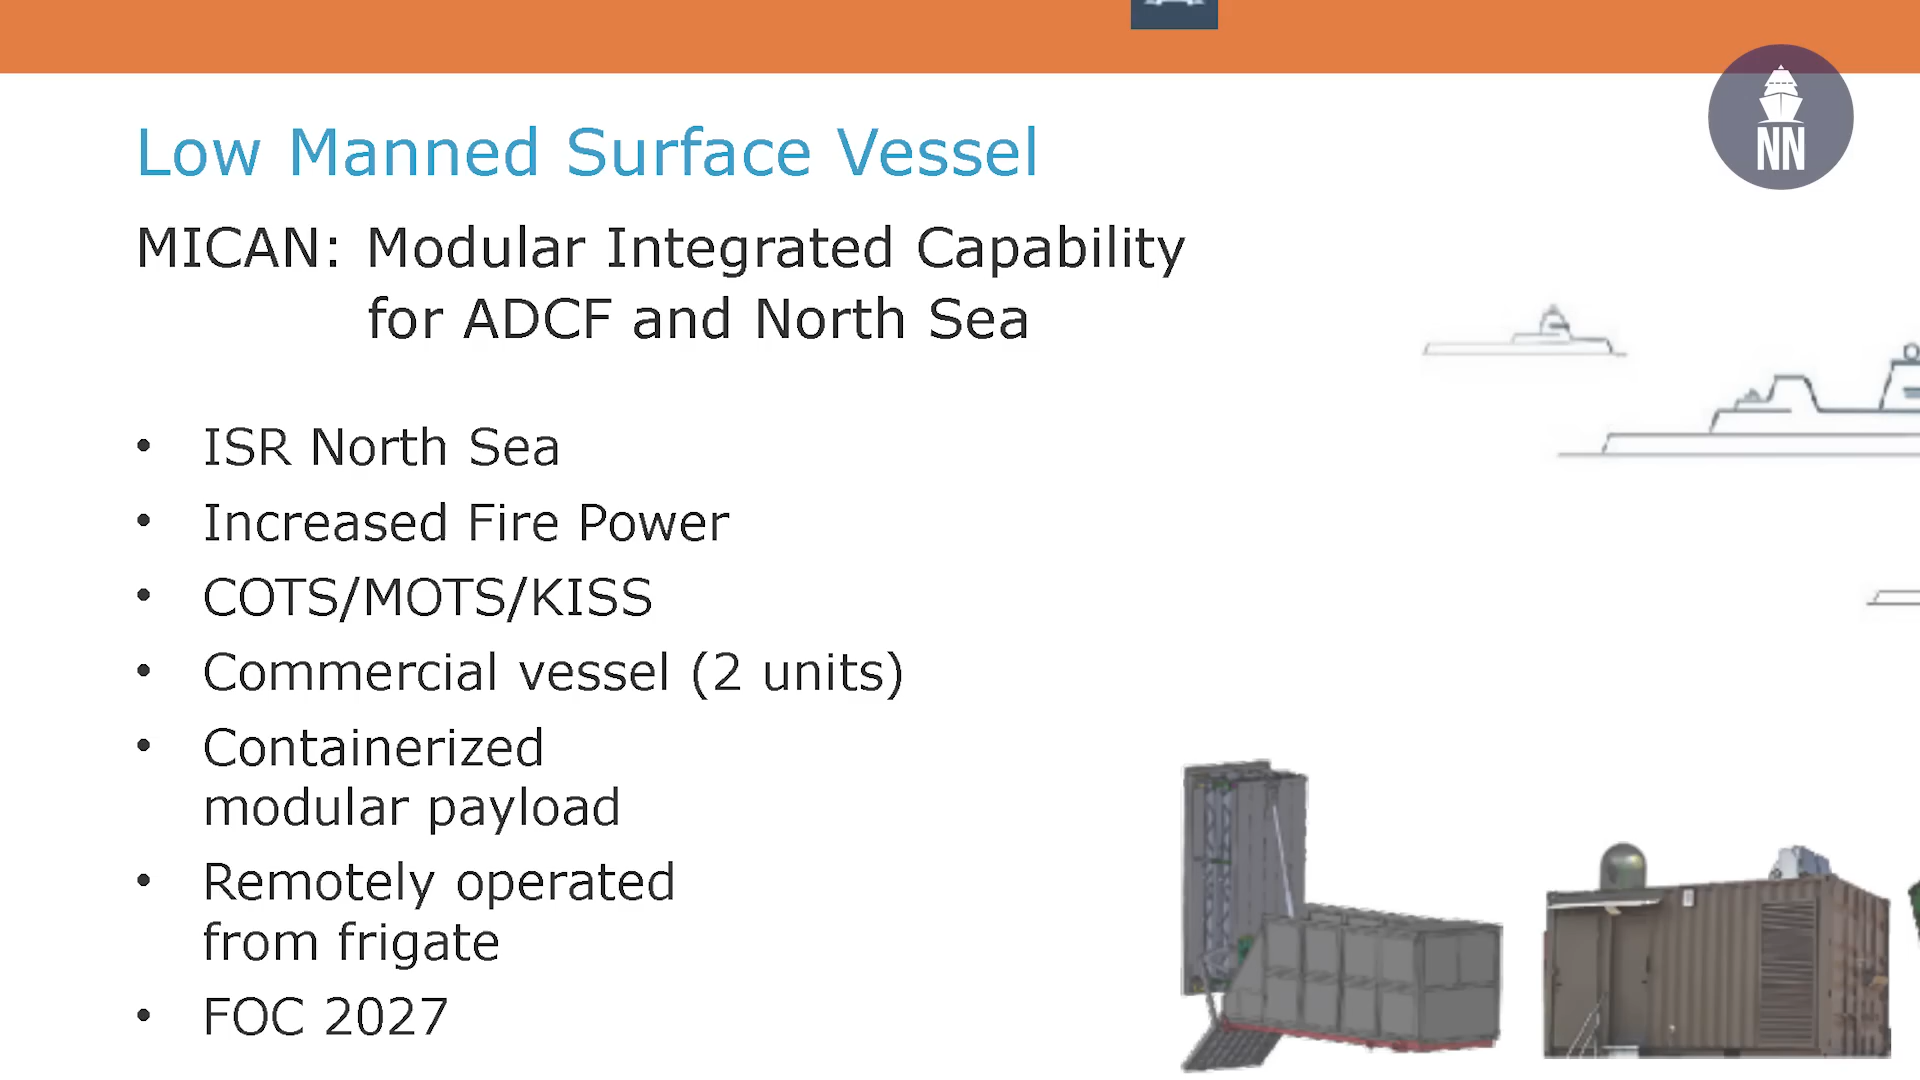 NN
Low Manned Surface Vessel
MICAN: Modular Integrated Capability
for ADCF and North Sea
• ISR North Sea
• Increased Fire Power
• COTS/MOTS/KISS
• Commercial vessel (2 units)
• Containerized
modular payload
• Remotely operated
from frigate
• FOC 2027